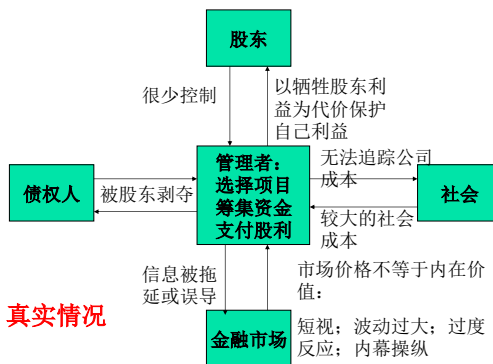 股东
很少控制
以牺牲股东利
益为代价保护
自己利益
债权人
被股东剥夺
管理者：
选择项目
筹集资金
支付股利
无法追踪公司
成本
较大的社会
成本
社会
信息被拖
延或误导
市场价格不等于内在价
值：
短视；波动过大；过度
反应；内幕操纵
真实情况
金融市场